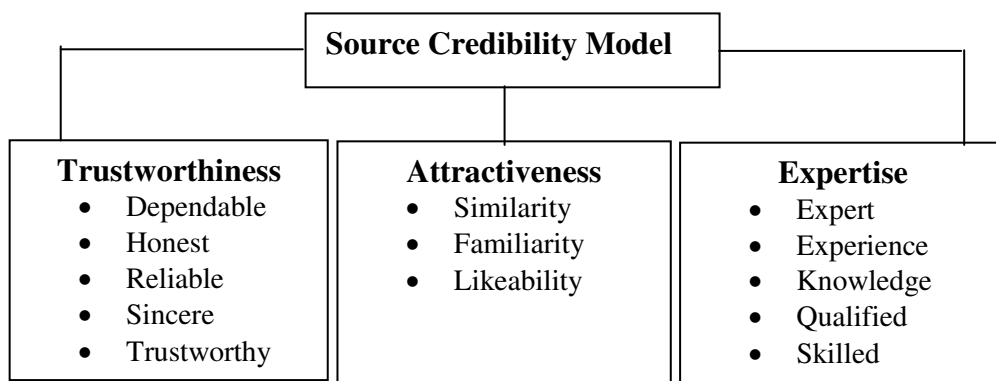 Source Credibility Model
Trustworthiness
• Dependable
• Honest
• Reliable
• Sincere
• Trustworthy
Attractiveness
• Similarity
• Familiarity
• Likeability
Expertise
• Expert
• Experience
• Knowledge
• Qualified
• Skilled